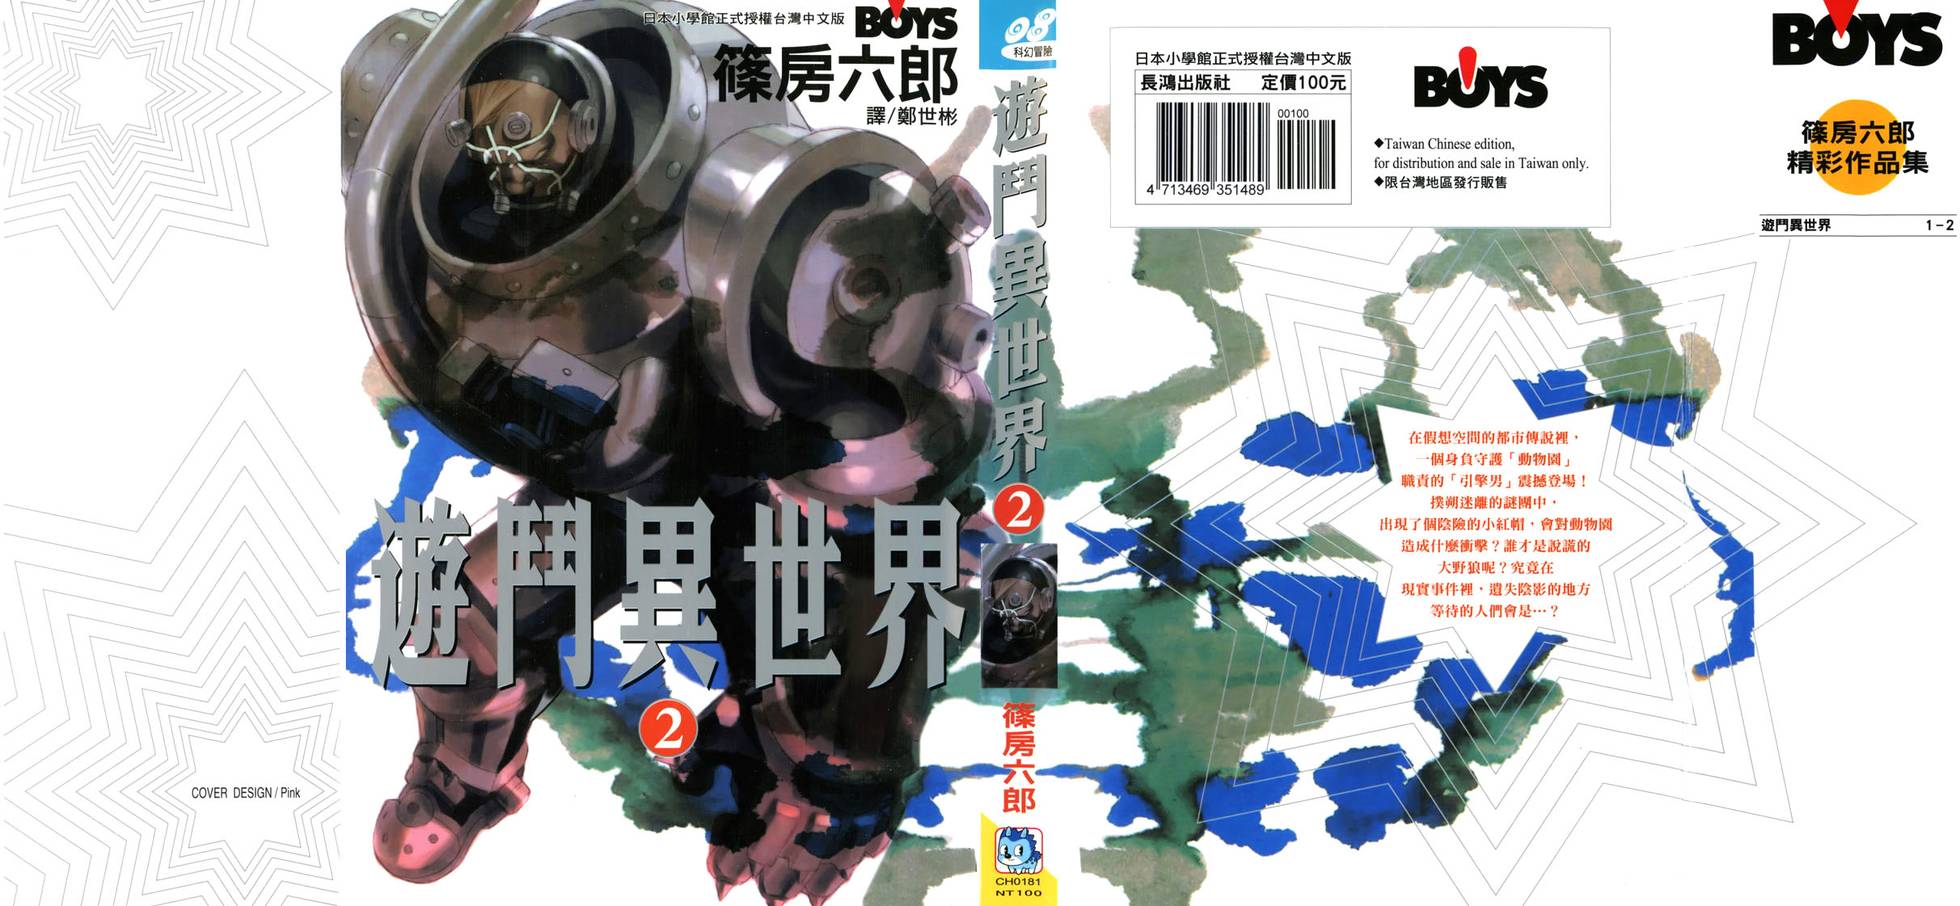 日本小學館正式授權台灣中文版
BOYS
篠房六郎
譯/鄭世彬
遊鬥異世界
2
COVER DESIGN / Pink
08
科幻冒險
遊鬥異世界
2
篠房六郎
CH0181
NT100
日本小學館正式授權台灣中文版
長鴻出版社 定價100元
00100
4 713469 351489
BOYS
◆Taiwan Chinese edition,
for distribution and sale in Taiwan only.
◆限台灣地區發行販售
在假想空間的都市傳說裡，
一個身負守護「動物園」
職責的「引擎男」震撼登場！
撲朔迷離的謎團中，
出現了個陰險的小紅帽，會對動物園
造成什麼衝擊？誰才是說謊的
大野狼呢？究竟在
現實事件裡，遺失陰影的地方
等待的人們會是…？
BOYS
篠房六郎
精彩作品集
遊鬥異世界 1－2